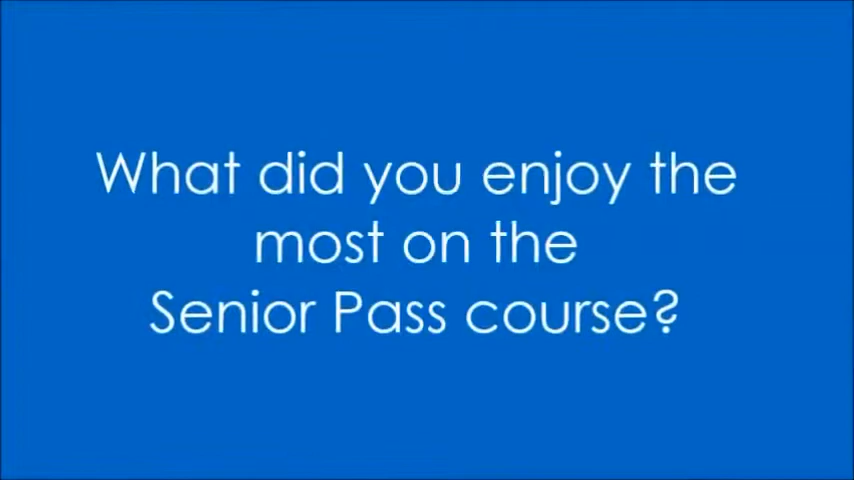 What did you enjoy the
most on the
Senior Pass course?